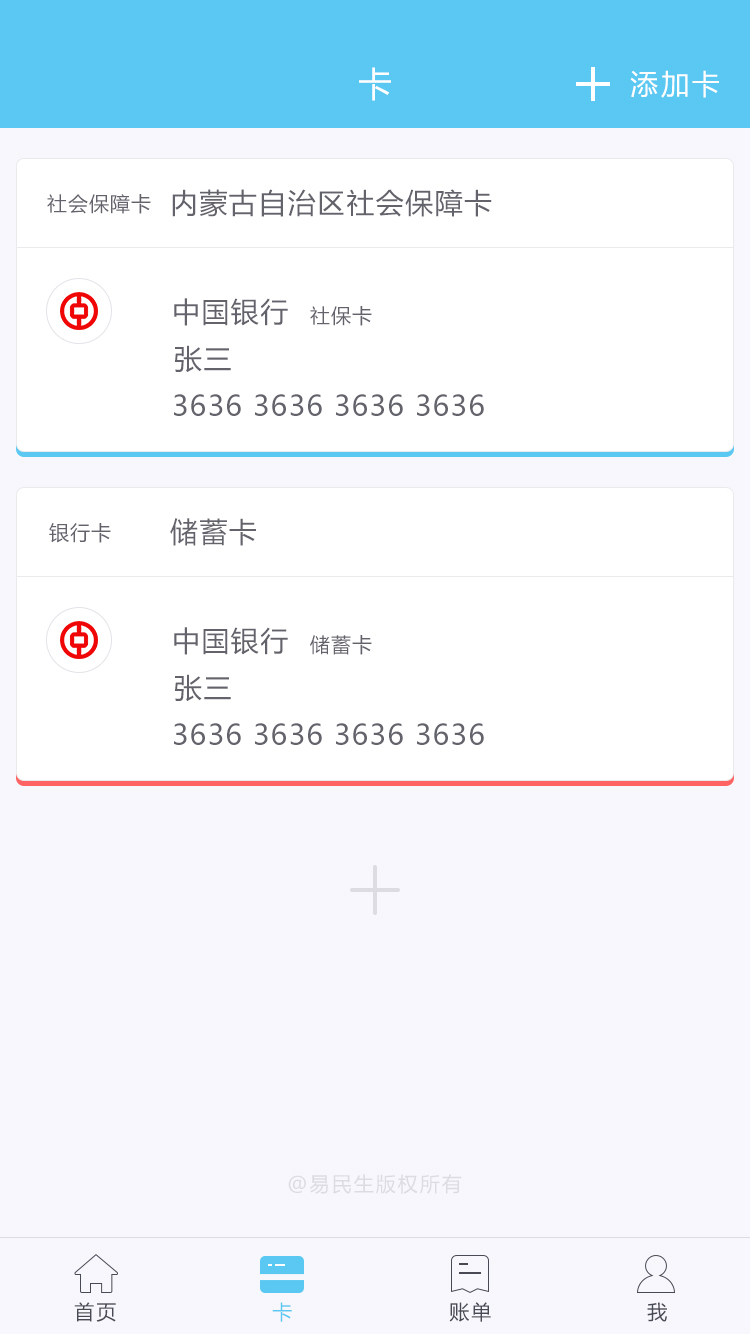 卡
添加卡
社会保障卡 内蒙古自治区社会保障卡
中国银行 社保卡
张三
3636 3636 3636 3636
银行卡 储蓄卡
中国银行 储蓄卡
张三
3636 3636 3636 3636
@易民生版权所有
首页 卡 账单 我